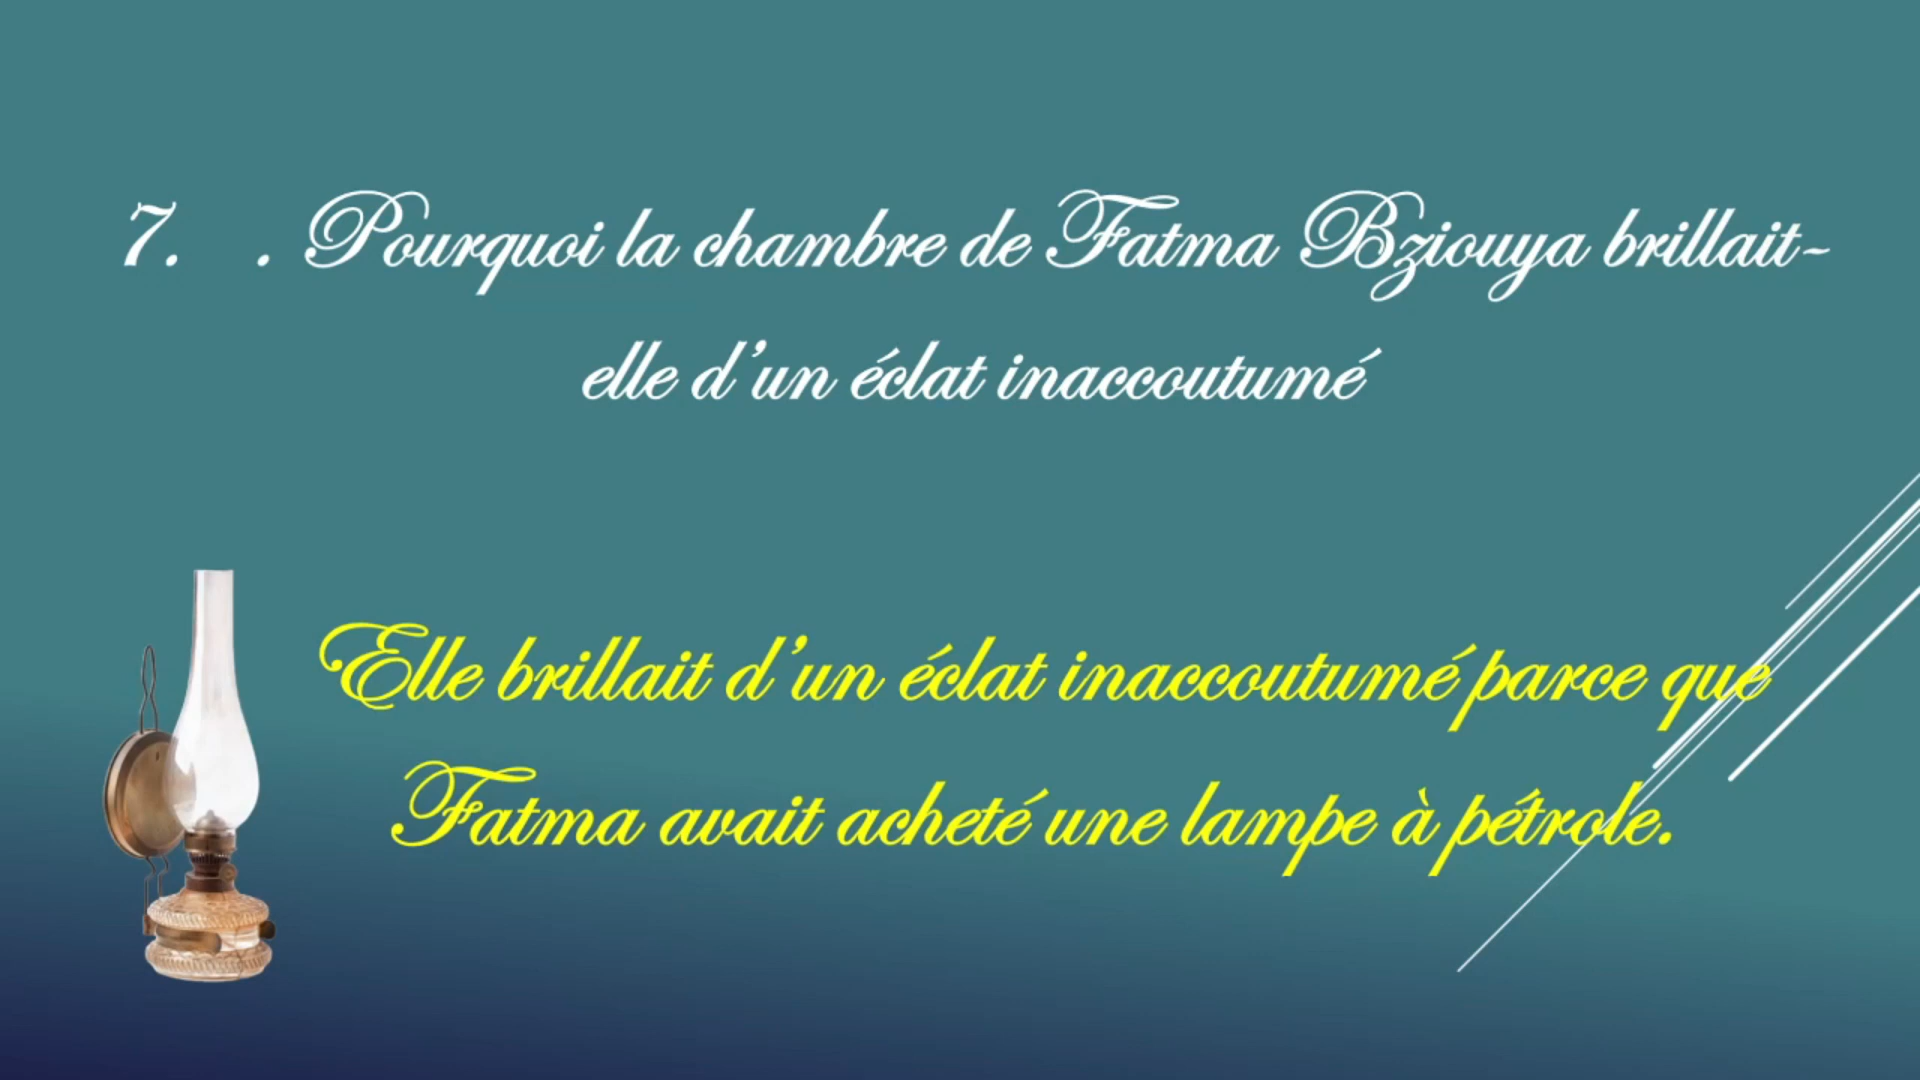 7. . Pourquoi la chambre de Fatma Bziouya brillait-
elle d’un éclat inaccoutumé
Elle brillait d’un éclat inaccoutumé parce que
Fatma avait acheté une lampe à pétrole.